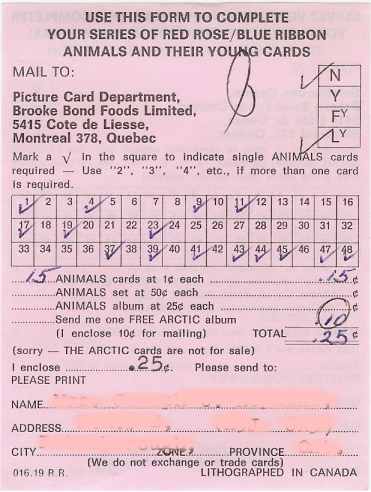 USE THIS FORM TO COMPLETE
YOUR SERIES OF RED ROSE/BLUE RIBBON
ANIMALS AND THEIR YOUNG CARDS
MAIL TO:
Picture Card Department,
Brooke Bond Foods Limited,
5415 Cote de Liesse,
Montreal 378, Quebec
√ N
Y
FY
√ LY
Mark a √ in the square to indicate single ANIMALS cards
required — Use "2", "3", "4", etc., if more than one card
is required.
1 2 3 4 5 6 7 8 9 10 11 12 13 14 15 16
17 18 19 20 21 22 23 24 25 26 27 28 29 30 31 32
33 34 35 36 37 38 39 40 41 42 43 44 45 46 47 48
15 ANIMALS cards at 1¢ each .15¢
ANIMALS set at 50¢ each ¢
ANIMALS album at 25¢ each ¢
Send me one FREE ARCTIC album .10
(I enclose 10¢ for mailing) TOTAL .25¢
(sorry — THE ARCTIC cards are not for sale)
I enclose .25¢. Please send to:
PLEASE PRINT
NAME
ADDRESS
CITY ZONE PROVINCE
(We do not exchange or trade cards)
016.19 R.R. LITHOGRAPHED IN CANADA